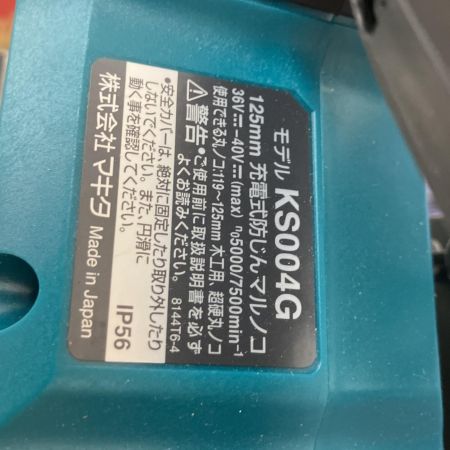 モデル KS004G
125mm 充電式防じんマルノコ
36V⎓-40V⎓(max) n₀5000/7500min⁻¹
使用できる丸ノコ:119~125mm 木工用、超硬丸ノコ
⚠警告・ご使用前に取扱説明書を必ず
よくお読みください。 8144T6-4
・安全カバーは、絶対に固定したり取り外したり
しないでください。また、円滑に
動く事を確認してください。
IP56
株式会社 マキタ Made in Japan